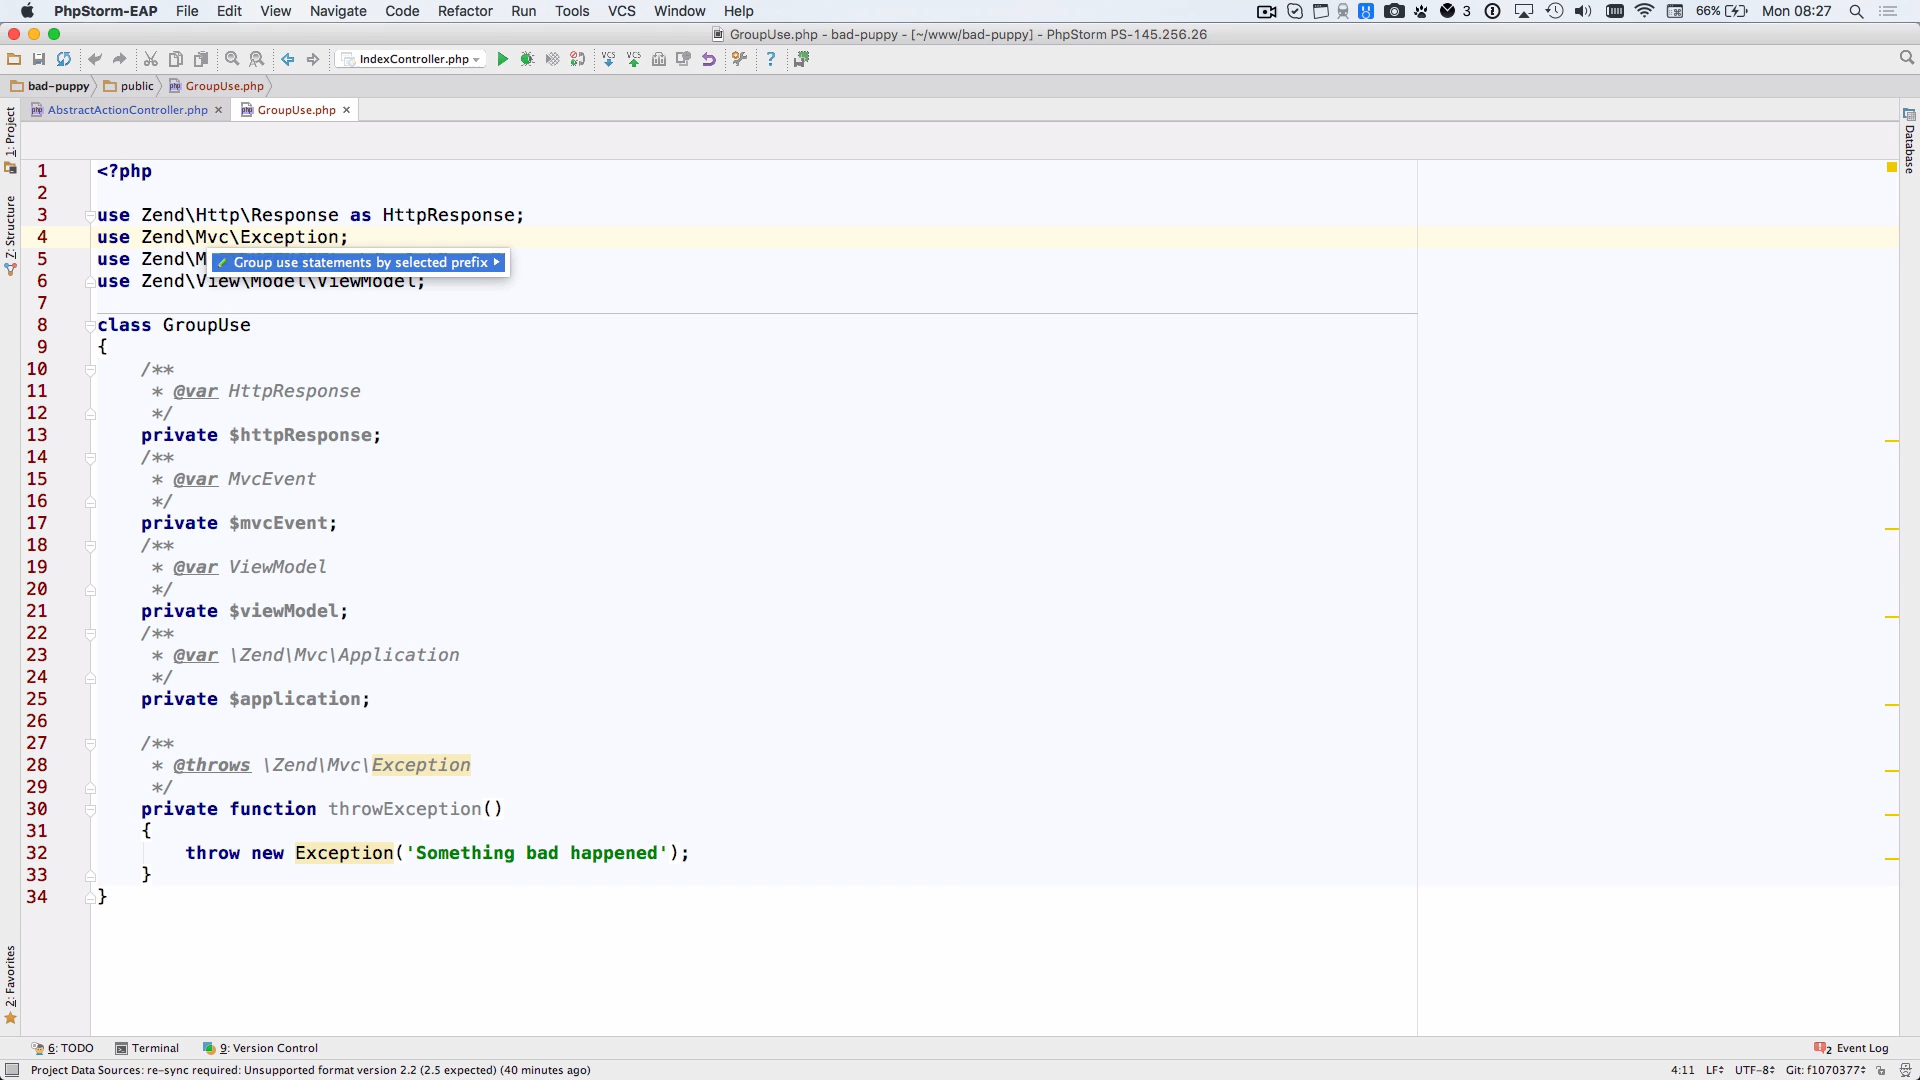 PhpStorm-EAP File Edit View Navigate Code Refactor Run Tools VCS Window Help 3 66% Mon 08:27
GroupUse.php - bad-puppy - [~/www/bad-puppy] - PhpStorm PS-145.256.26
IndexController.php VCS VCS ?
bad-puppy public GroupUse.php
AbstractActionController.php GroupUse.php
1: Project
Z: Structure
2: Favorites
Database
1 <?php
2
3 use Zend\Http\Response as HttpResponse;
4 use Zend\Mvc\Exception;
5 use Zend\M
Group use statements by selected prefix
6 use Zend\View\Model\ViewModel;
7
8 class GroupUse
9 {
10 /**
11 * @var HttpResponse
12 */
13 private $httpResponse;
14 /**
15 * @var MvcEvent
16 */
17 private $mvcEvent;
18 /**
19 * @var ViewModel
20 */
21 private $viewModel;
22 /**
23 * @var \Zend\Mvc\Application
24 */
25 private $application;
26
27 /**
28 * @throws \Zend\Mvc\Exception
29 */
30 private function throwException()
31 {
32 throw new Exception('Something bad happened');
33 }
34 }
6: TODO Terminal 9: Version Control 2 Event Log
Project Data Sources: re-sync required: Unsupported format version 2.2 (2.5 expected) (40 minutes ago) 4:11 LF UTF-8 Git: f1070377